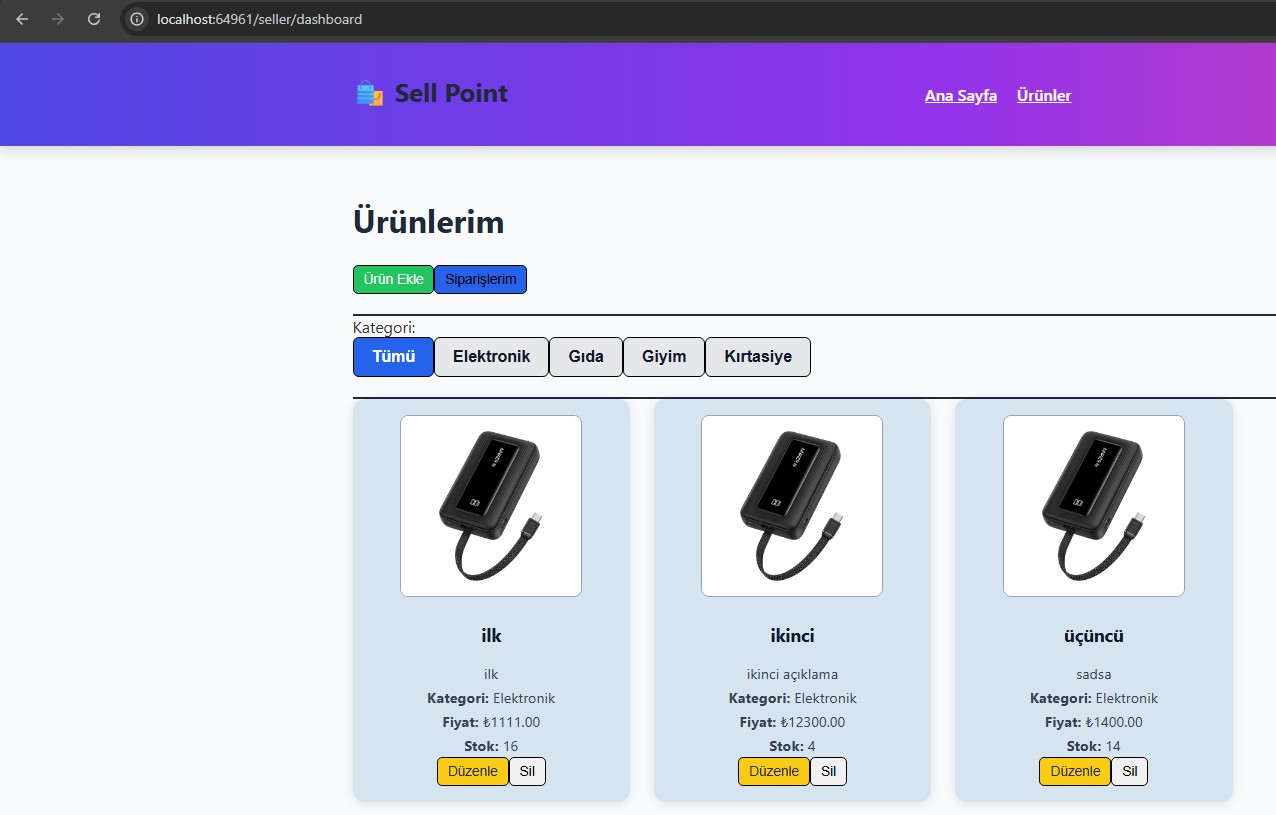 localhost:64961/seller/dashboard
Sell Point
Ana Sayfa Ürünler
Ürünlerim
Ürün Ekle Siparişlerim
Kategori:
Tümü Elektronik Gıda Giyim Kırtasiye
ilk ikinci üçüncü
ilk ikinci açıklama sadsa
Kategori: Elektronik Kategori: Elektronik Kategori: Elektronik
Fiyat: ₺1111.00 Fiyat: ₺12300.00 Fiyat: ₺1400.00
Stok: 16 Stok: 4 Stok: 14
Düzenle Sil Düzenle Sil Düzenle Sil